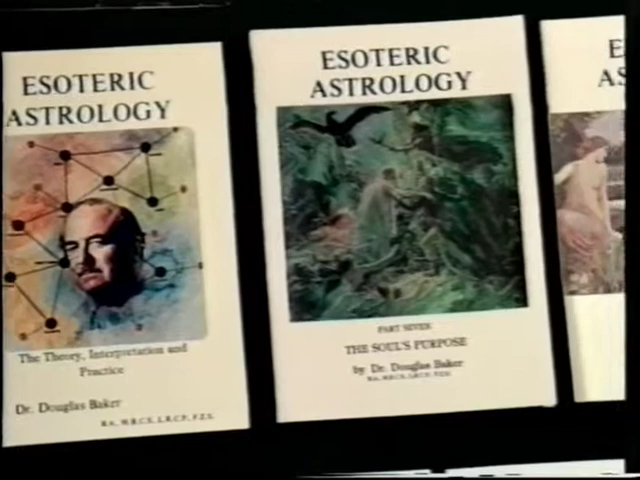 ESOTERIC
ASTROLOGY
The Theory, Interpretation and
Practice
Dr. Douglas Baker
B.A., M.R.C.S., L.R.C.P., F.Z.S.
ESOTERIC
ASTROLOGY
PART SEVEN
THE SOUL'S PURPOSE
by Dr. Douglas Baker
B.A., M.R.C.S., L.R.C.P., F.Z.S.
E
AS